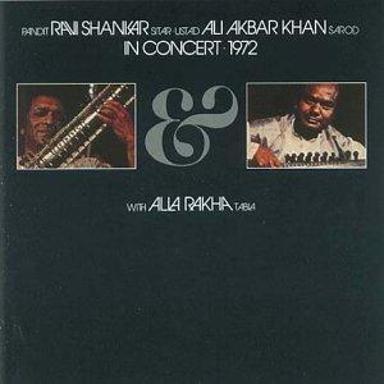 PANDIT RAVI SHANKAR SITAR · USTAD ALI AKBAR KHAN SAROD
IN CONCERT · 1972
&
WITH ALLA RAKHA TABLA